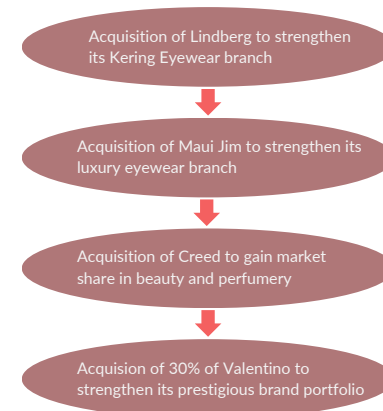 Acquisition of Lindberg to strengthen
its Kering Eyewear branch
Acquisition of Maui Jim to strengthen its
luxury eyewear branch
Acquisition of Creed to gain market
share in beauty and perfumery
Acquision of 30% of Valentino to
strengthen its prestigious brand portfolio